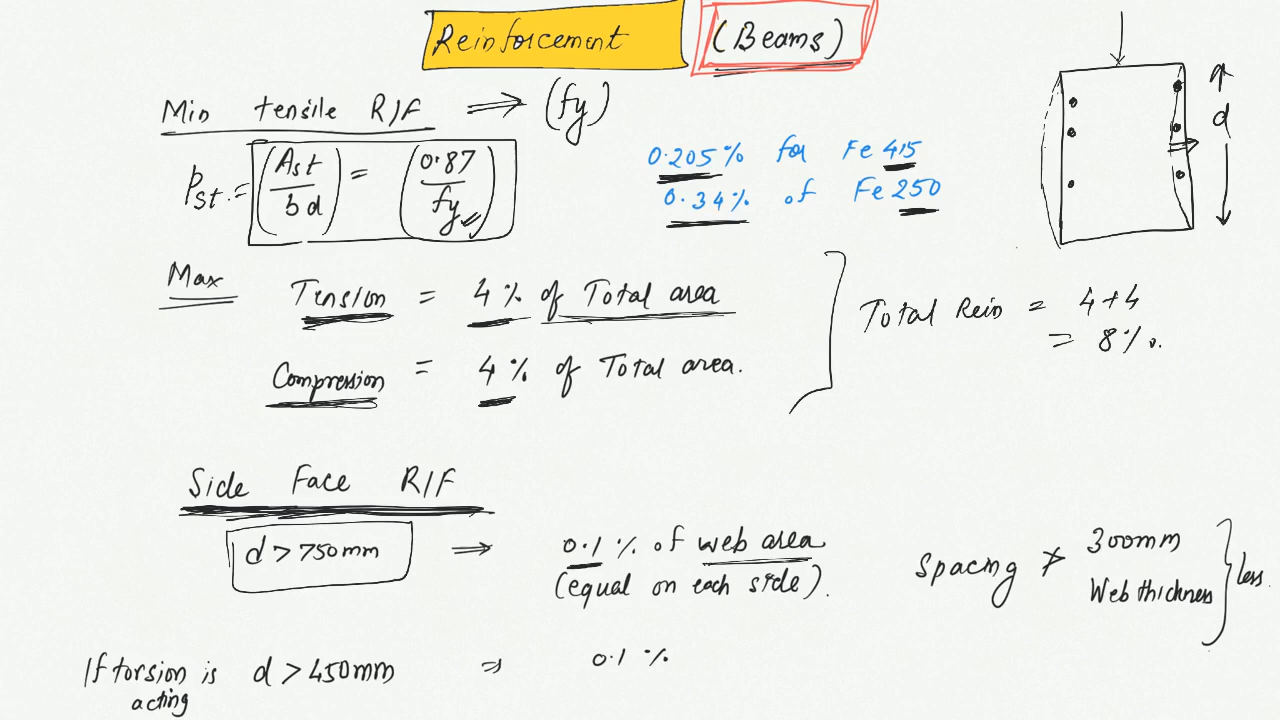 Reinforcement (Beams)
Min tensile R/F ⇒ (fy)
Pst = (Ast / bd) = (0.87 / fy)
0.205% for Fe 415
0.34% of Fe 250
d
Max Tension = 4% of Total area
Compression = 4% of Total area.
Total Rein = 4+4
= 8%.
Side Face R/F
d > 750mm ⇒ 0.1% of web area
(equal on each side).
Spacing ≯ 300mm
Web thickness } less.
If torsion is acting d > 450mm ⇒ 0.1%